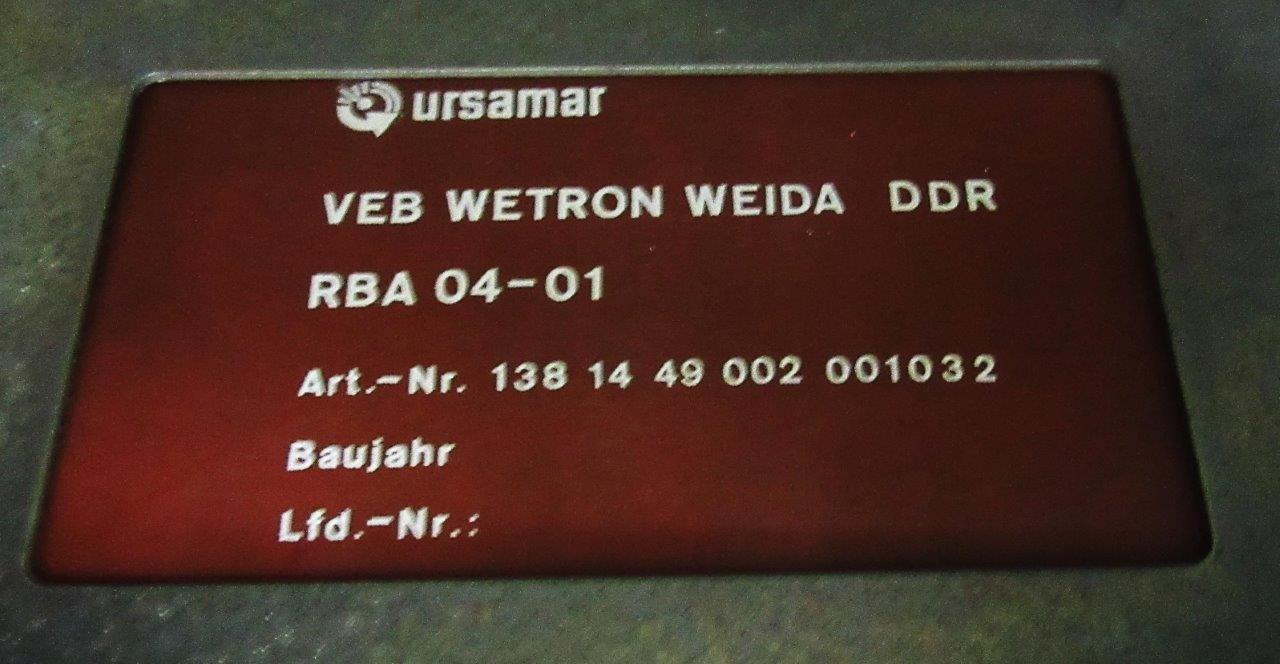 ursamar
VEB WETRON WEIDA DDR
RBA 04-01
Art.-Nr. 138 14 49 002 001032
Baujahr
Lfd.-Nr.: